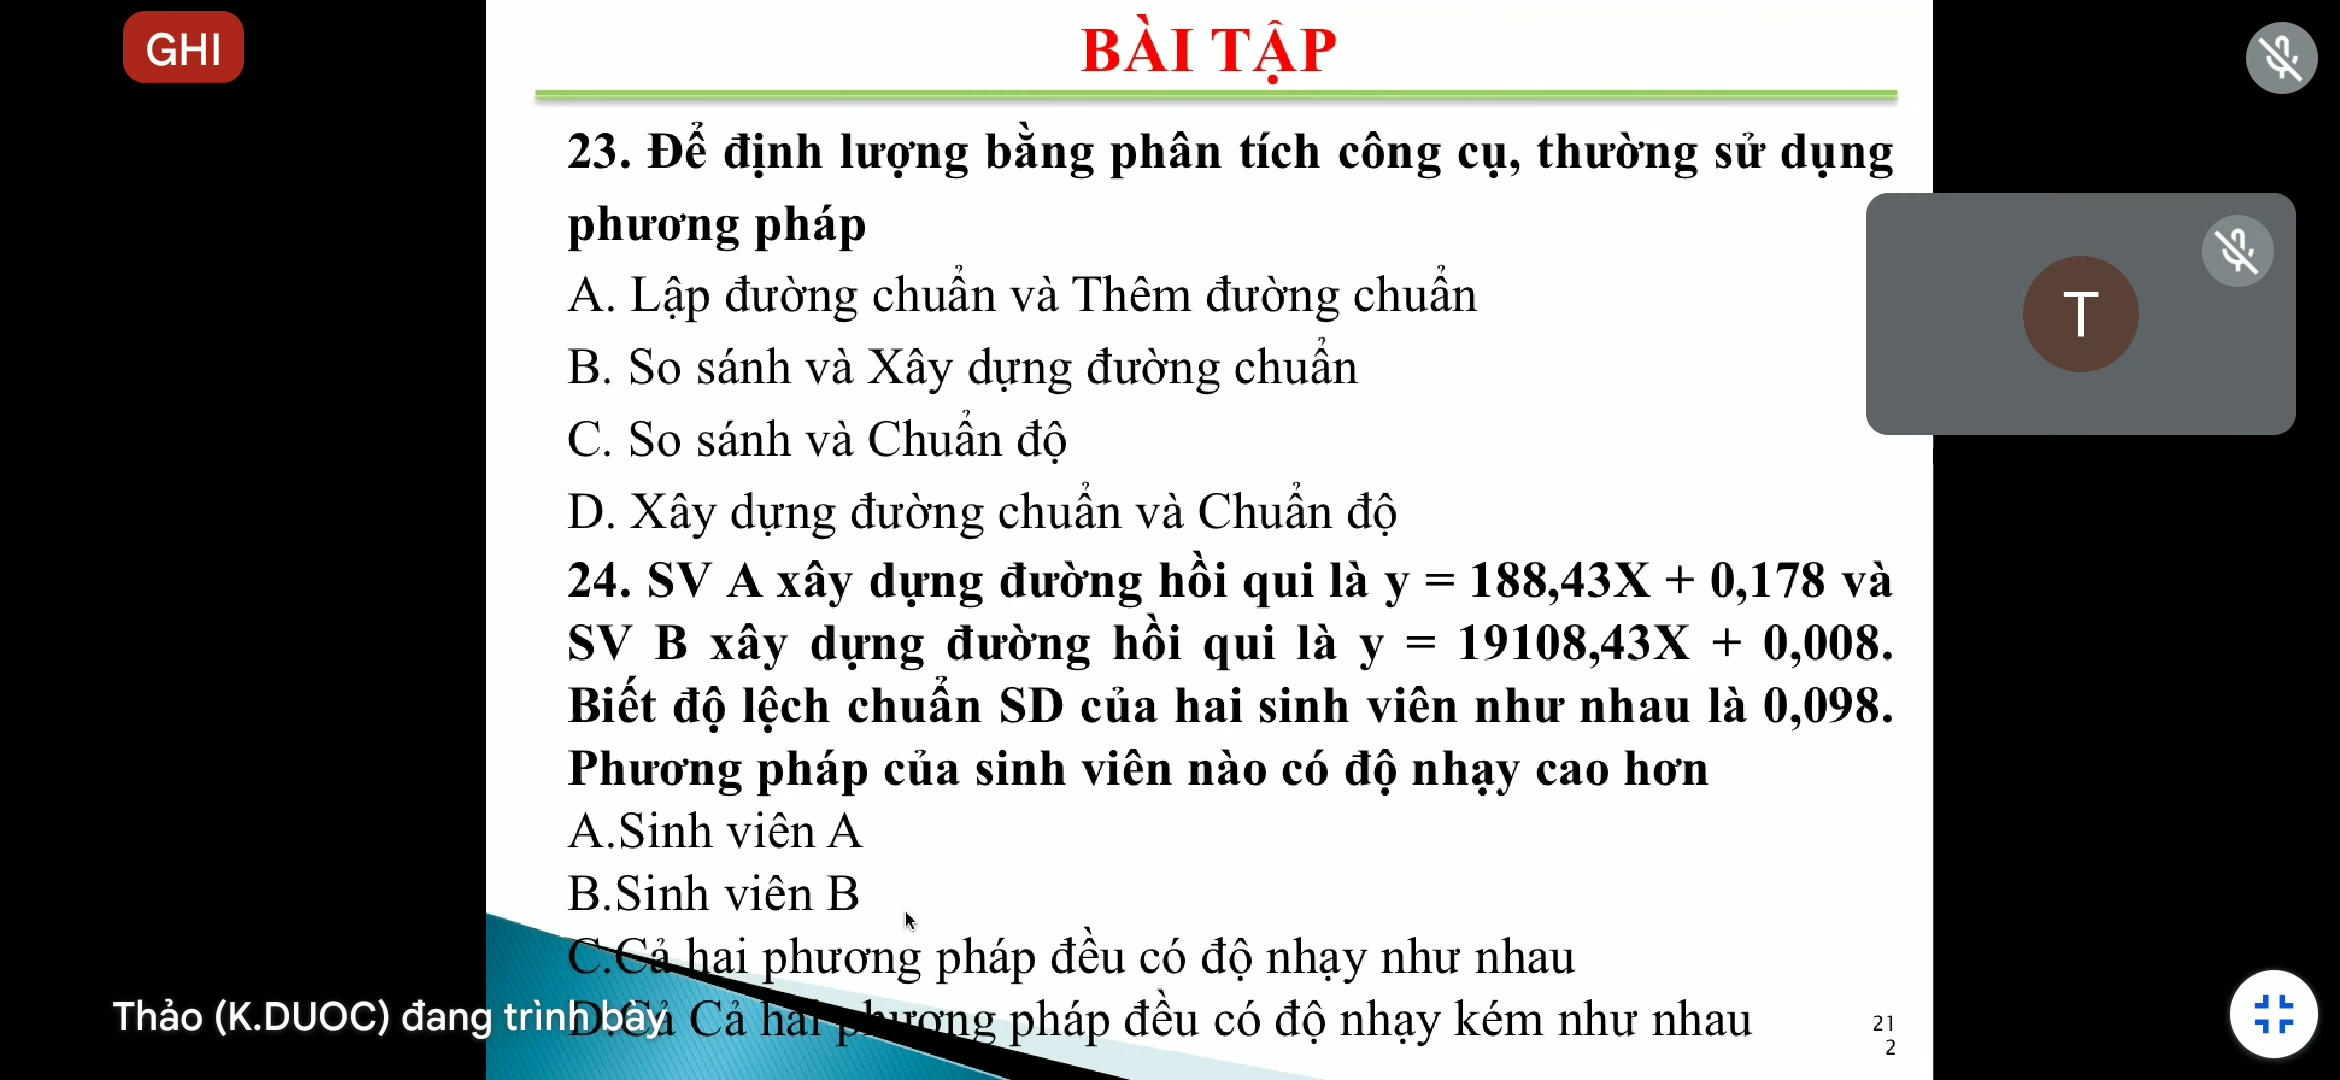 GHI
BÀI TẬP
23. Để định lượng bằng phân tích công cụ, thường sử dụng
phương pháp
A. Lập đường chuẩn và Thêm đường chuẩn
B. So sánh và Xây dựng đường chuẩn
C. So sánh và Chuẩn độ
D. Xây dựng đường chuẩn và Chuẩn độ
T
24. SV A xây dựng đường hồi qui là y = 188,43X + 0,178 và
SV B xây dựng đường hồi qui là y = 19108,43X + 0,008.
Biết độ lệch chuẩn SD của hai sinh viên như nhau là 0,098.
Phương pháp của sinh viên nào có độ nhạy cao hơn
A.Sinh viên A
B.Sinh viên B
C.Cả hai phương pháp đều có độ nhạy như nhau
D.Cả Cả hai phương pháp đều có độ nhạy kém như nhau
Thảo (K.DUOC) đang trình bày
21
2